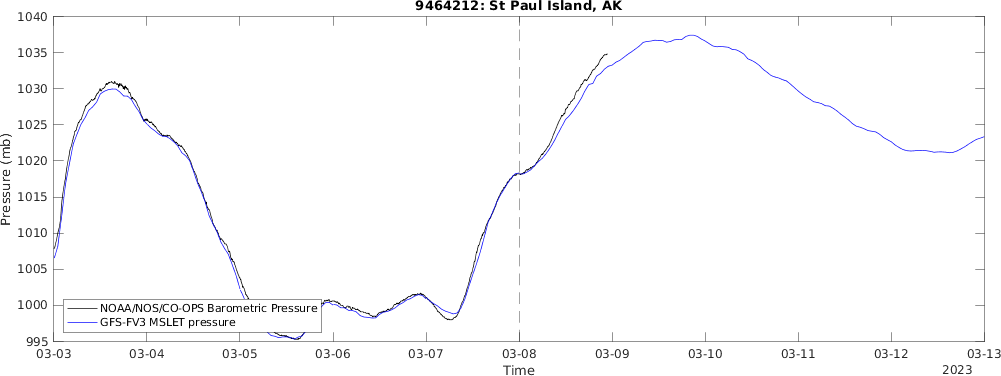 9464212: St Paul Island, AK
Pressure (mb)
1040
1035
1030
1025
1020
1015
1010
1005
1000
995
NOAA/NOS/CO-OPS Barometric Pressure
GFS-FV3 MSLET pressure
03-03 03-04 03-05 03-06 03-07 03-08 03-09 03-10 03-11 03-12 03-13
Time
2023